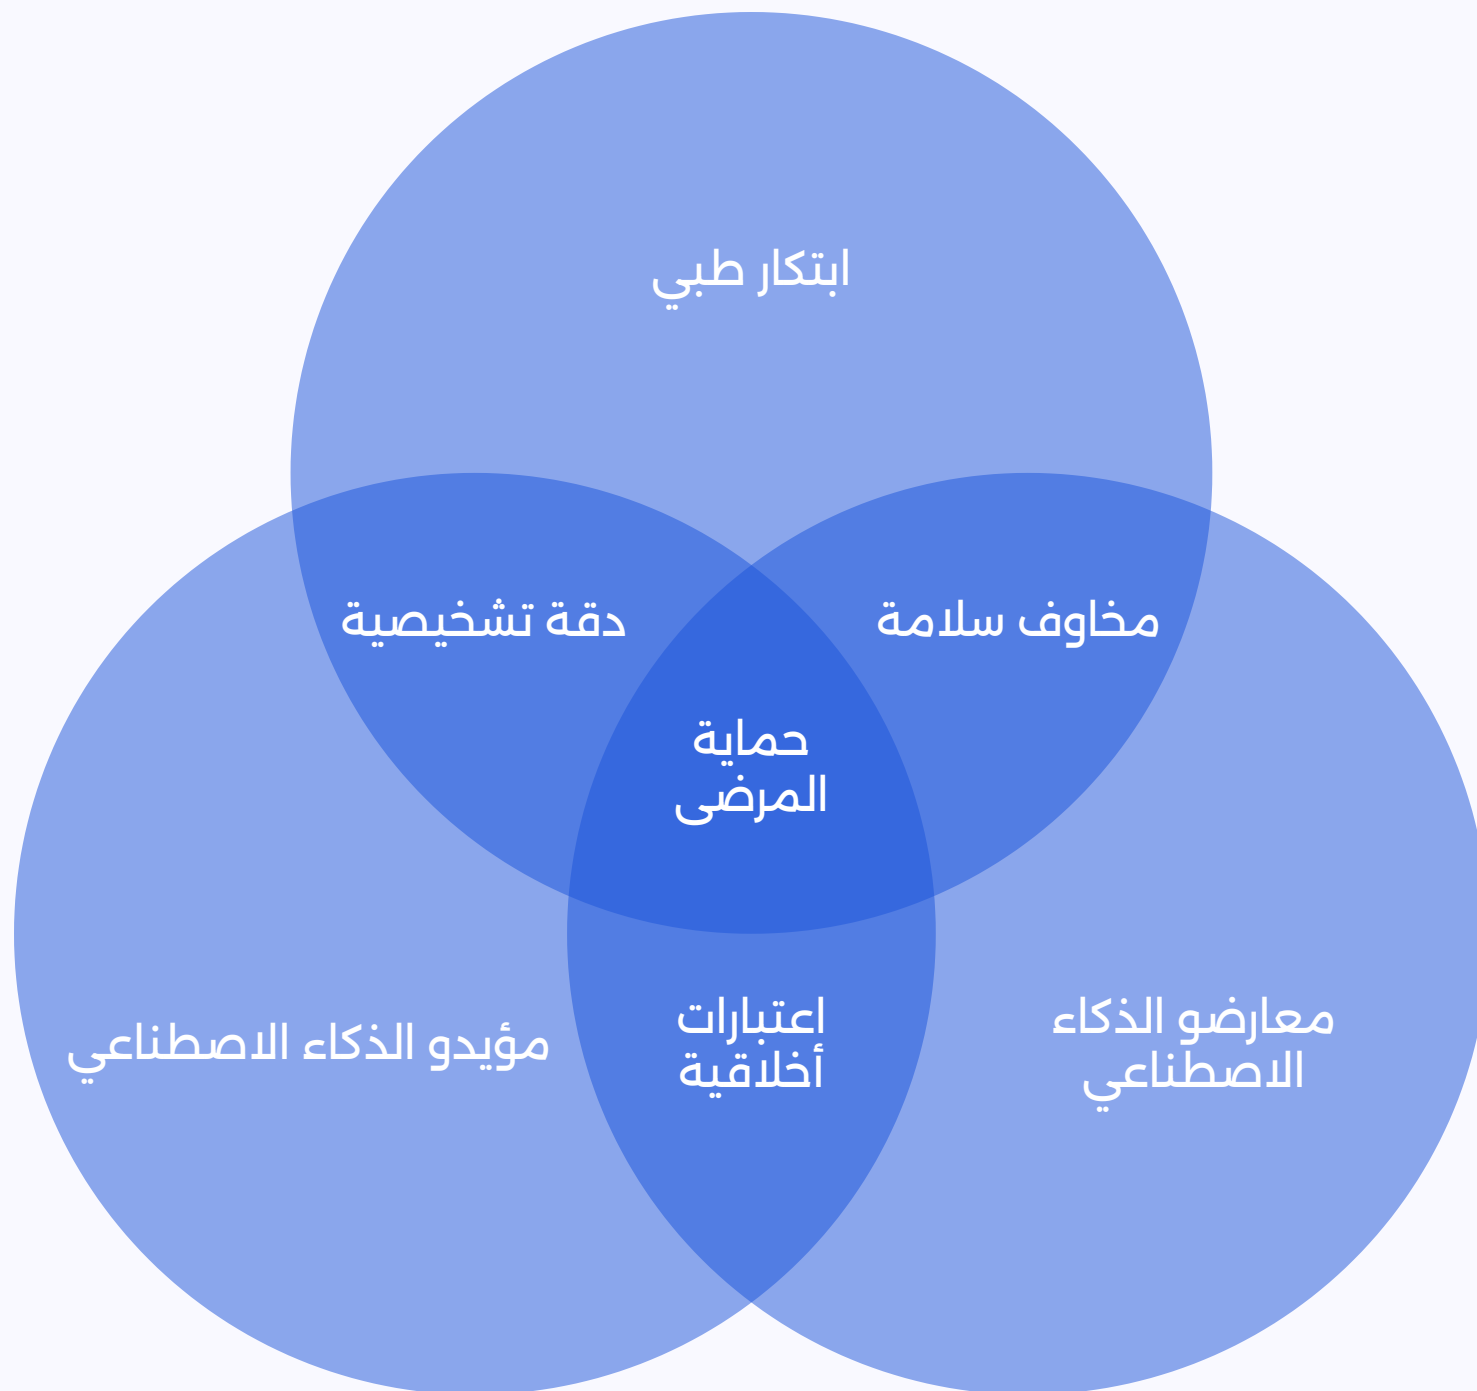 ابتكار طبي
مخاوف سلامة
دقة تشخيصية
حماية
المرضى
معارضو الذكاء
الاصطناعي
اعتبارات
أخلاقية
مؤيدو الذكاء الاصطناعي